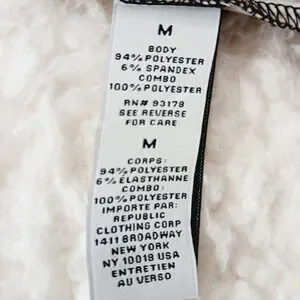 M
BODY
94% POLYESTER
6% SPANDEX
COMBO
100% POLYESTER
RN# 93178
SEE REVERSE
FOR CARE
M
CORPS:
94% POLYESTER
6% ELASTHANNE
COMBO:
100% POLYESTER
IMPORTE PAR:
REPUBLIC
CLOTHING CORP
1411 BROADWAY
NEW YORK
NY 10018 USA
ENTRETIEN
AU VERSO